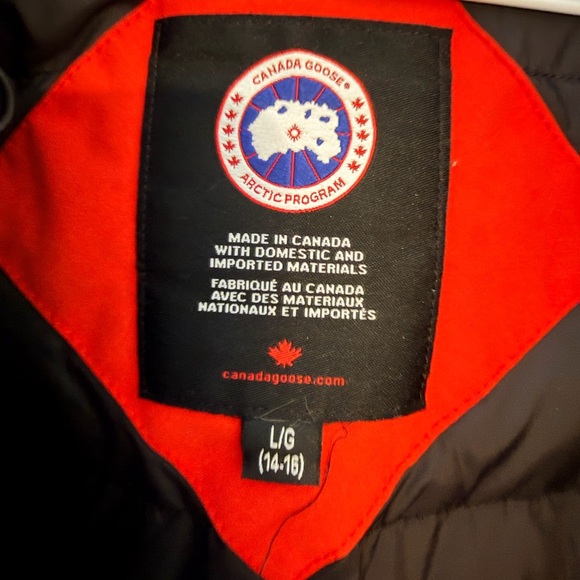 CANADA GOOSE®
ARCTIC PROGRAM
MADE IN CANADA
WITH DOMESTIC AND
IMPORTED MATERIALS
FABRIQUÉ AU CANADA
AVEC DES MATERIAUX
NATIONAUX ET IMPORTÉS
canadagoose.com
L/G
(14-16)